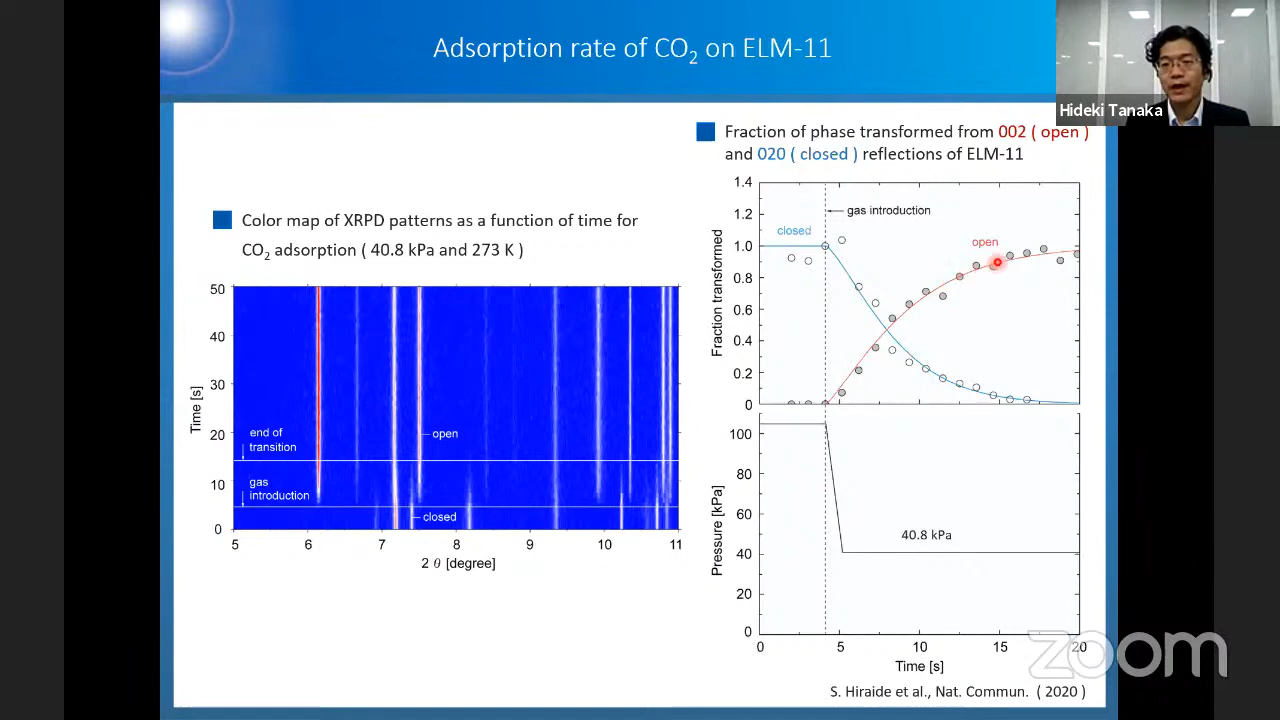 Adsorption rate of CO₂ on ELM-11
Hideki Tanaka
Fraction of phase transformed from 002 ( open )
and 020 ( closed ) reflections of ELM-11
Color map of XRPD patterns as a function of time for
CO₂ adsorption ( 40.8 kPa and 273 K )
50
40
30
20
10
0
Time [s]
end of
transition
gas
introduction
open
closed
5 6 7 8 9 10 11
2 θ [degree]
1.4
1.2
1.0
0.8
0.6
0.4
0.2
0
Fraction transformed
gas introduction
closed
open
100
80
60
40
20
0
Pressure [kPa]
40.8 kPa
0 5 10 15 20
Time [s]
S. Hiraide et al., Nat. Commun. ( 2020 )
zoom